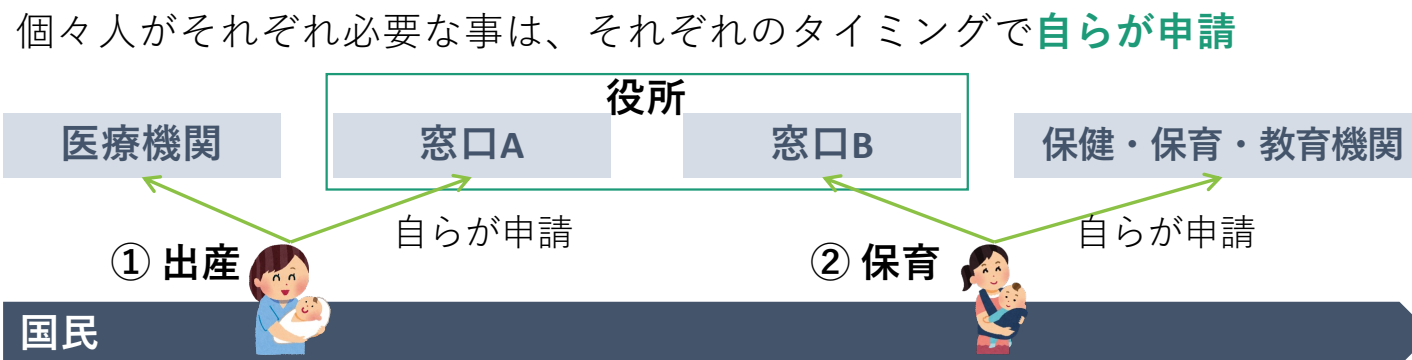 個々人がそれぞれ必要な事は、それぞれのタイミングで自らが申請
役所
医療機関
窓口A
窓口B
保健・保育・教育機関
自らが申請
自らが申請
① 出産
② 保育
国民